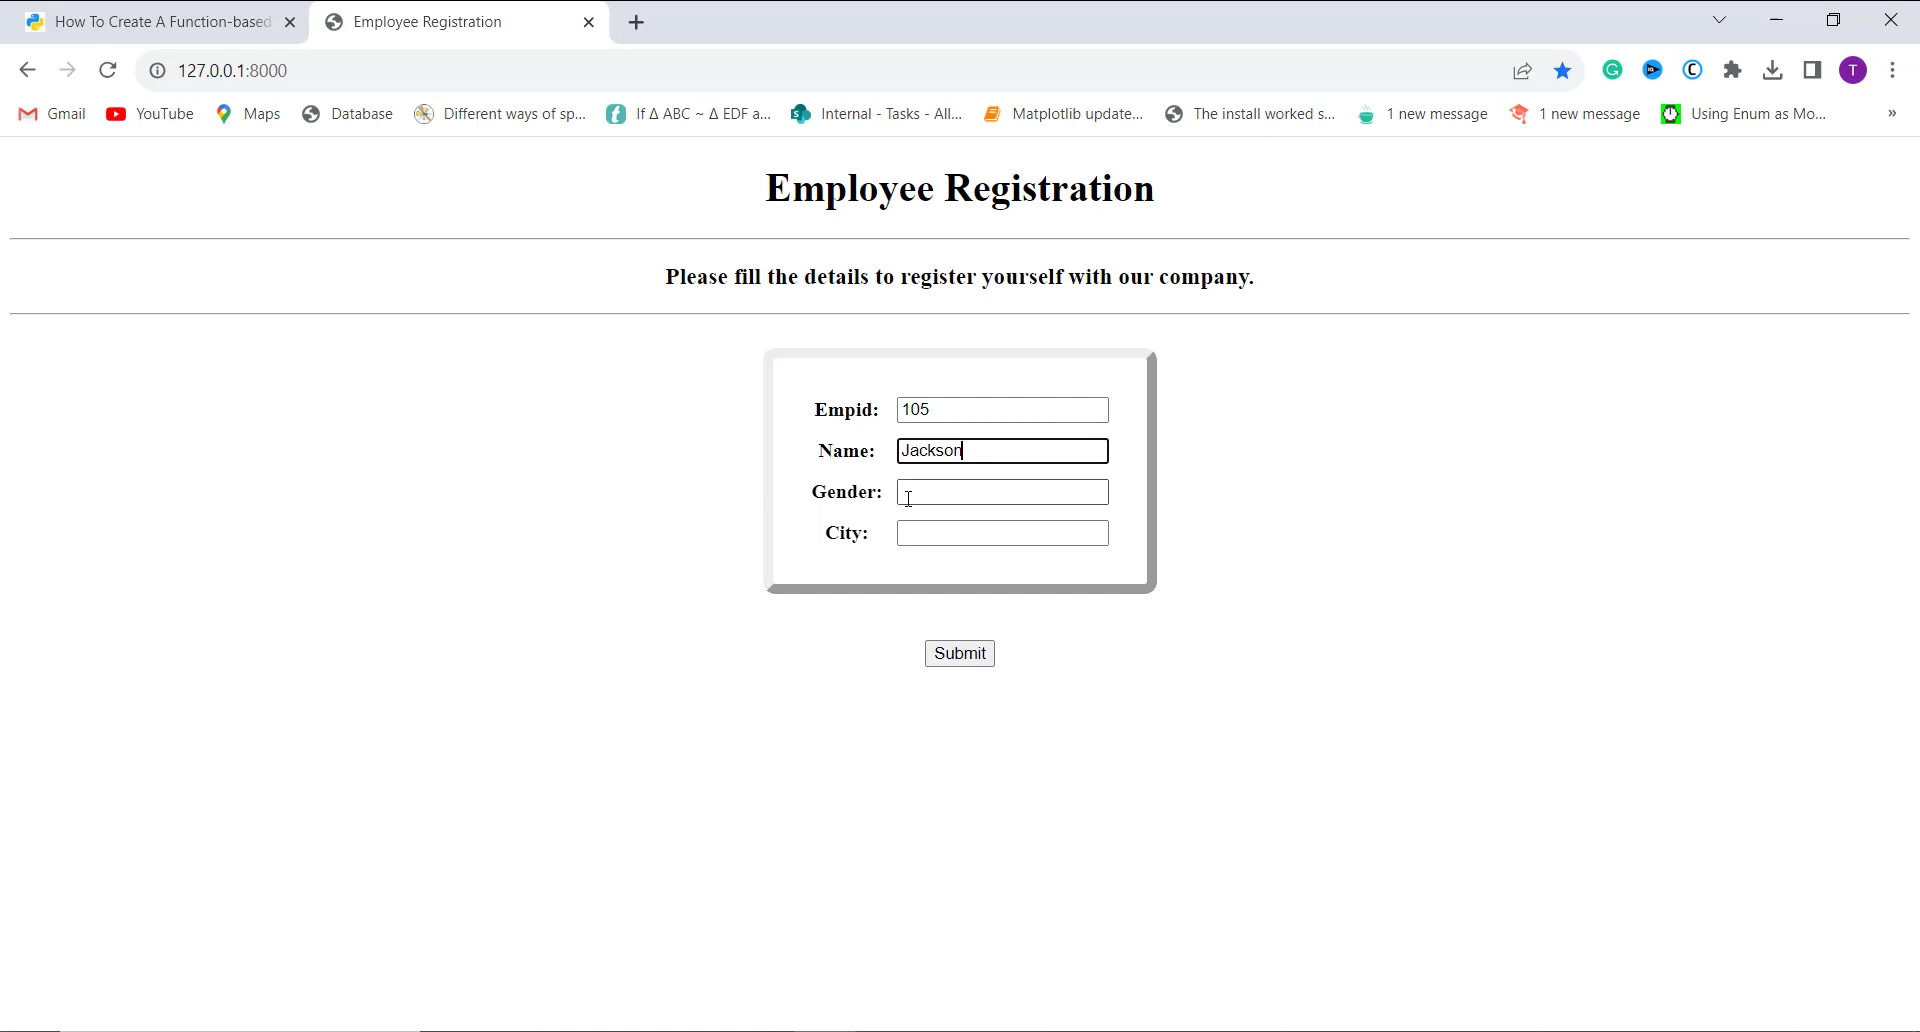 How To Create A Function-based
Employee Registration
127.0.0.1:8000
T
Gmail
YouTube
Maps
Database
Different ways of sp...
If Δ ABC ~ Δ EDF a...
Internal - Tasks - All...
Matplotlib update...
The install worked s...
1 new message
1 new message
Using Enum as Mo...
»
Employee Registration
Please fill the details to register yourself with our company.
Empid: 105
Name: Jackson
Gender:
City:
Submit